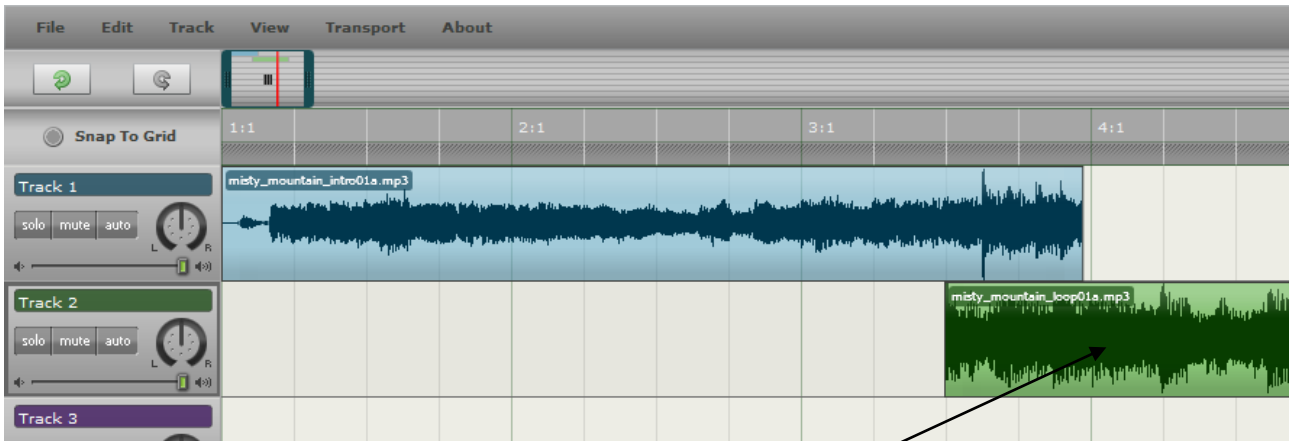 File Edit Track View Transport About
Snap To Grid
1:1 2:1 3:1 4:1
Track 1
misty_mountain_intro01a.mp3
solo mute auto
L R
Track 2
misty_mountain_loop01a.mp3
solo mute auto
L R
Track 3